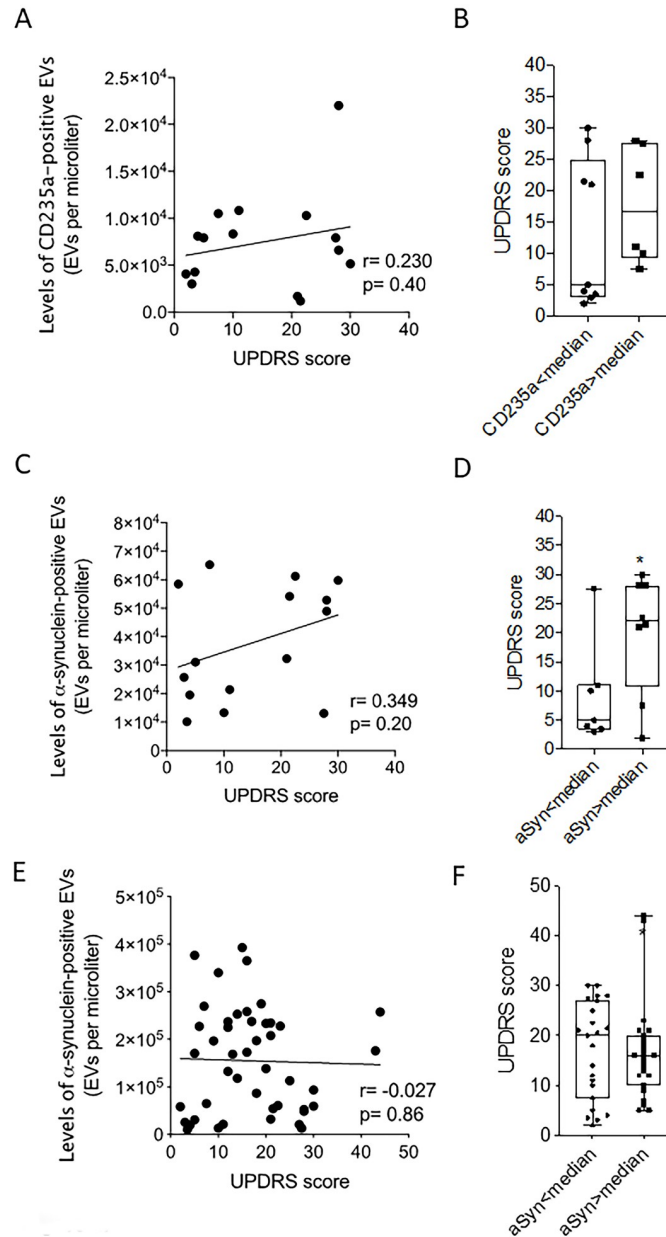 A
Levels of CD235a-positive EVs
(EVs per microliter)
2.5×10⁴
2.0×10⁴
1.5×10⁴
1.0×10⁴
5.0×10³
0.0
0 10 20 30 40
UPDRS score
r= 0.230
p= 0.40
B
UPDRS score
40
35
30
25
20
15
10
5
0
CD235a<median
CD235a>median
C
Levels of α-synuclein-positive EVs
(EVs per microliter)
8×10⁴
7×10⁴
6×10⁴
5×10⁴
4×10⁴
3×10⁴
2×10⁴
1×10⁴
0
0 10 20 30 40
UPDRS score
r= 0.349
p= 0.20
D
UPDRS score
40
35
30
25
20
15
10
5
0
*
aSyn<median
aSyn>median
E
Levels of α-synuclein-positive EVs
(EVs per microliter)
5×10⁵
4×10⁵
3×10⁵
2×10⁵
1×10⁵
0
0 10 20 30 40 50
UPDRS score
r= -0.027
p= 0.86
F
UPDRS score
50
40
30
20
10
0
*
aSyn<median
aSyn>median